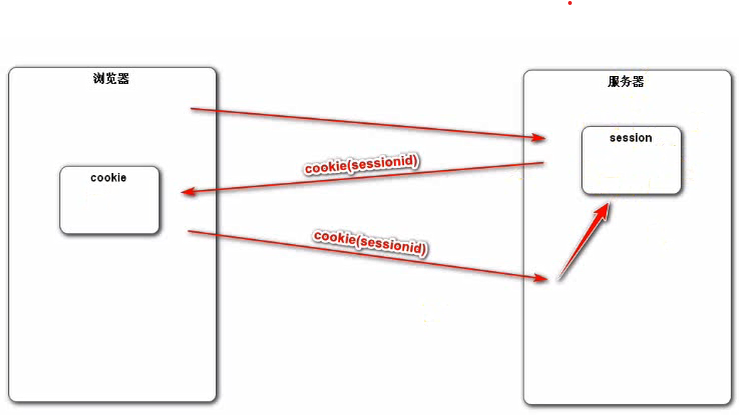 浏览器
服务器
session
cookie(sessionid)
cookie
cookie(sessionid)